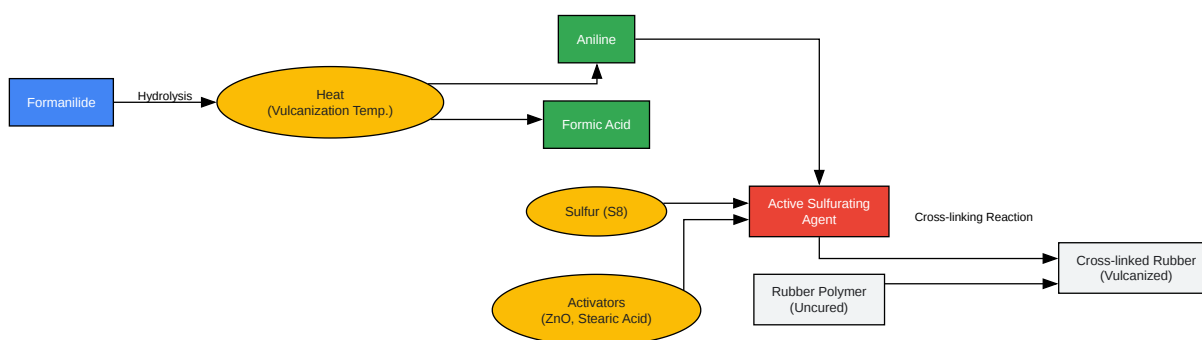 Aniline
Formanilide
Hydrolysis
Heat
(Vulcanization Temp.)
Formic Acid
Sulfur (S8)
Active Sulfurating
Agent
Cross-linking Reaction
Activators
(ZnO, Stearic Acid)
Rubber Polymer
(Uncured)
Cross-linked Rubber
(Vulcanized)